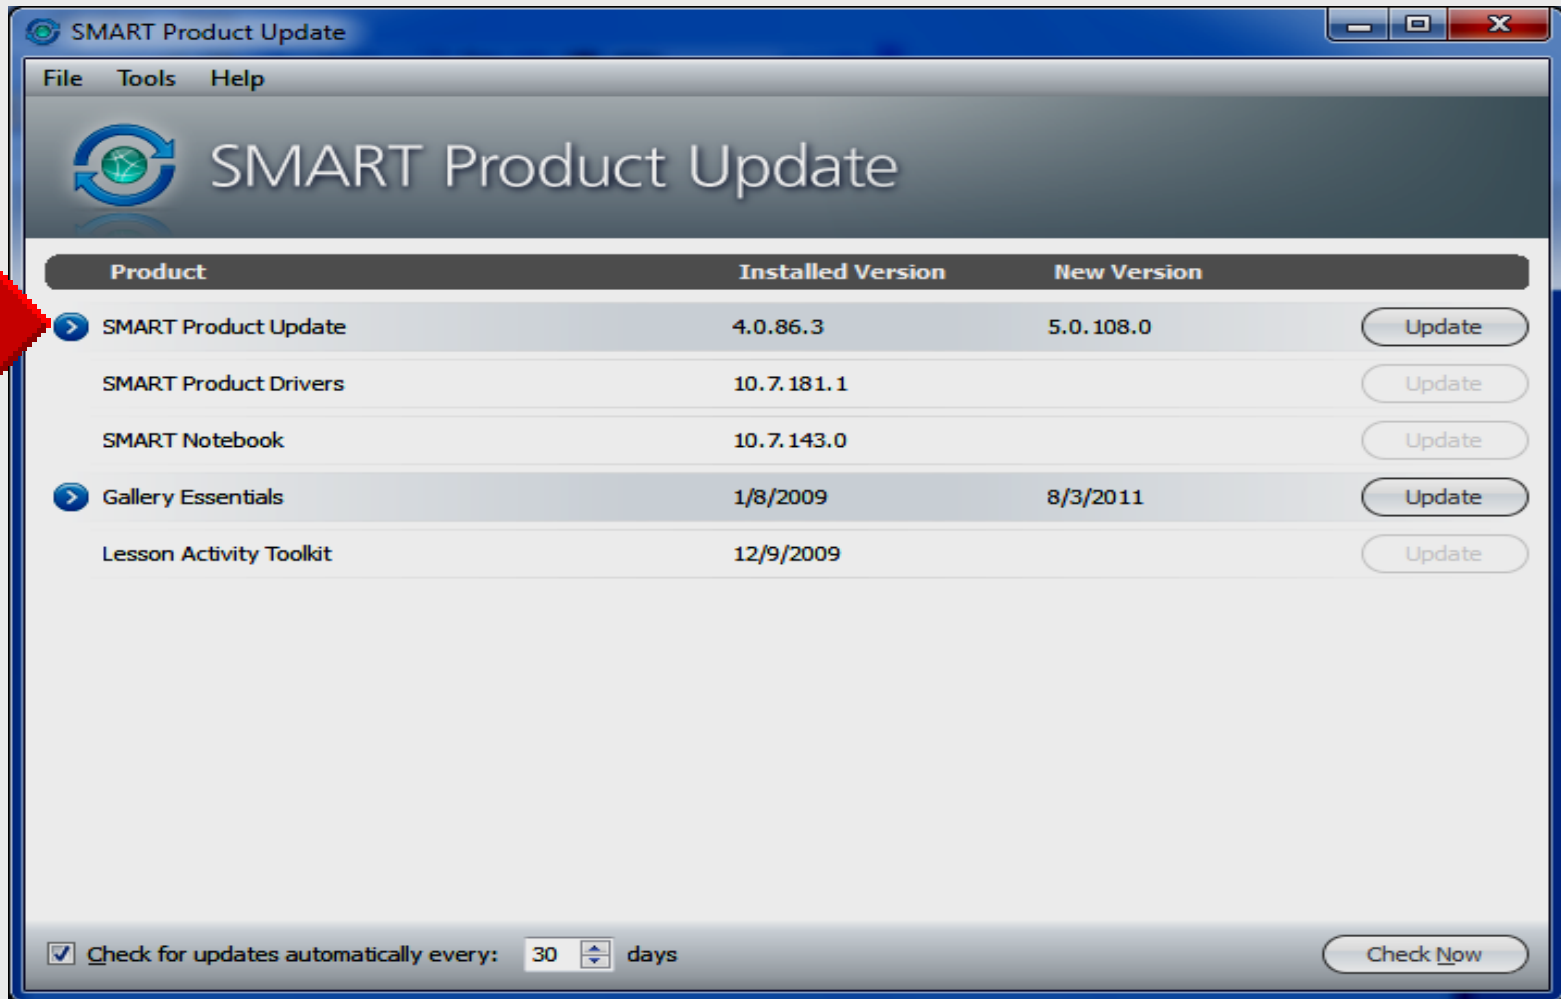 SMART Product Update
File Tools Help
SMART Product Update
Product Installed Version New Version
SMART Product Update 4.0.86.3 5.0.108.0 Update
SMART Product Drivers 10.7.181.1 Update
SMART Notebook 10.7.143.0 Update
Gallery Essentials 1/8/2009 8/3/2011 Update
Lesson Activity Toolkit 12/9/2009 Update
Check for updates automatically every: 30 days Check Now